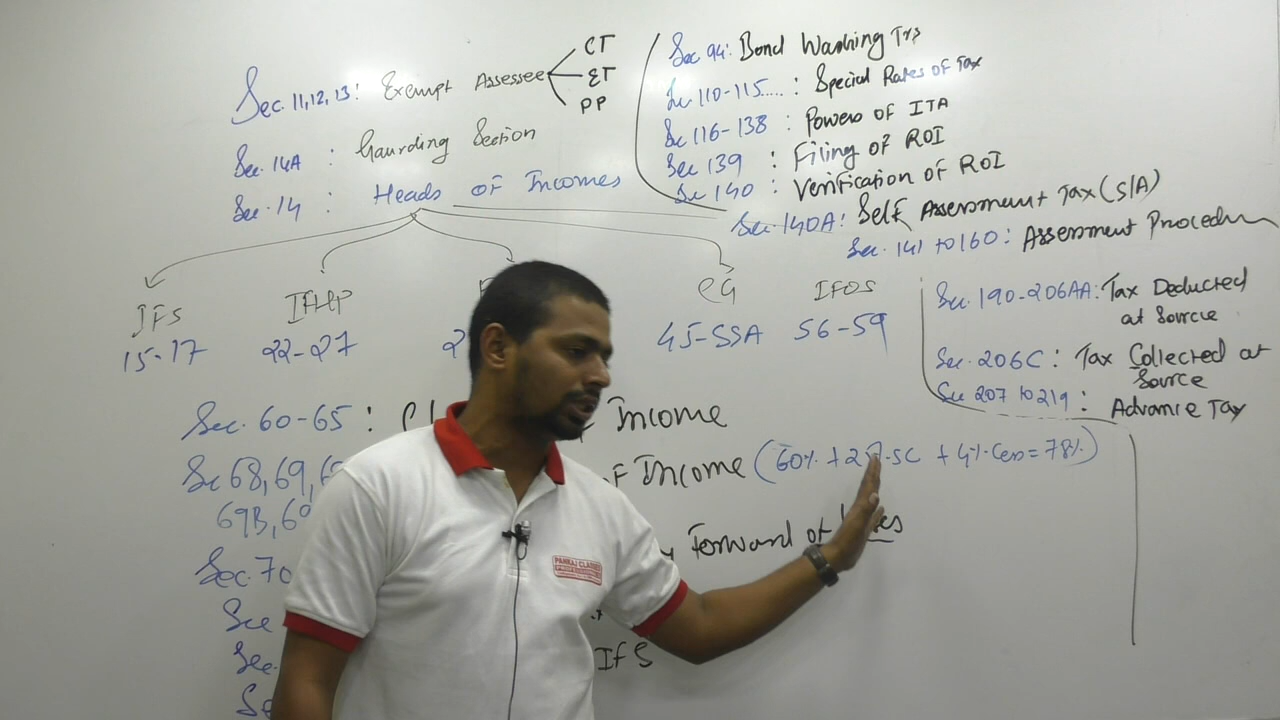 Sec. 11,12,13 : Exempt Assessee
CT
ET
PP
Sec. 14A : Gaurding Section
Sec. 14 : Heads of Incomes
IFS
15-17
IFHP
22-27
2
CG
45-55A
IFOS
56-59
Sec. 60-65 : Income
Sec 68, 69, of Income (60% + 25% SC + 4% Cess = 78%)
69B,
Sec. 70 Forward of
Sec
Sec.
IFS
Sec 94 : Bond Washing Trs
Sec 110-115..... : Special Rates of Tax
Sec 116-138 : Powers of ITA
Sec 139 : Filing of ROI
Sec 140 : Verification of ROI
Sec. 140A : Self Assessment Tax (S/A)
Sec. 141 to 160 : Assessment Procedure
Sec. 190-206AA : Tax Deducted
at Source
Sec. 206C : Tax Collected at
Source
Sec 207 to 219 : Advance Tax
PANKAJ CLASSES